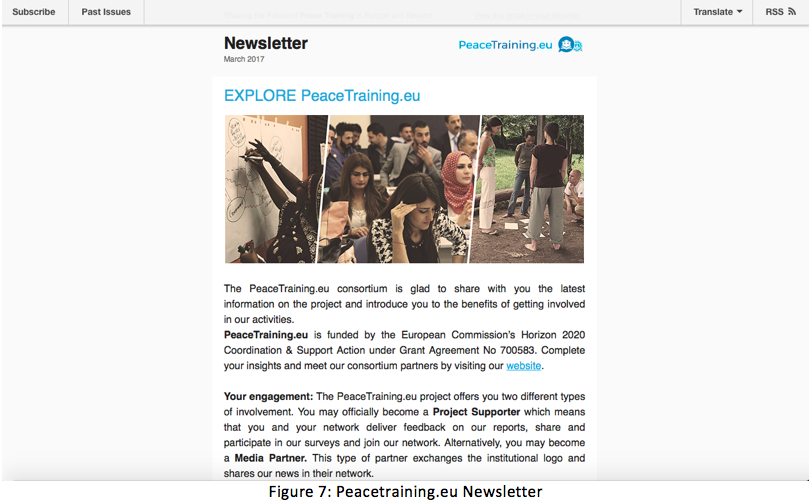 Subscribe
Past Issues
Translate
RSS
Newsletter
March 2017
PeaceTraining.eu
EXPLORE PeaceTraining.eu
The PeaceTraining.eu consortium is glad to share with you the latest
information on the project and introduce you to the benefits of getting involved
in our activities.
PeaceTraining.eu is funded by the European Commission's Horizon 2020
Coordination & Support Action under Grant Agreement No 700583. Complete
your insights and meet our consortium partners by visiting our website.
Your engagement: The PeaceTraining.eu project offers you two different types
of involvement. You may officially become a Project Supporter which means
that you and your network deliver feedback on our reports, share and
participate in our surveys and join our network. Alternatively, you may become
a Media Partner. This type of partner exchanges the institutional logo and
shares our news in their network.
Figure 7: Peacetraining.eu Newsletter